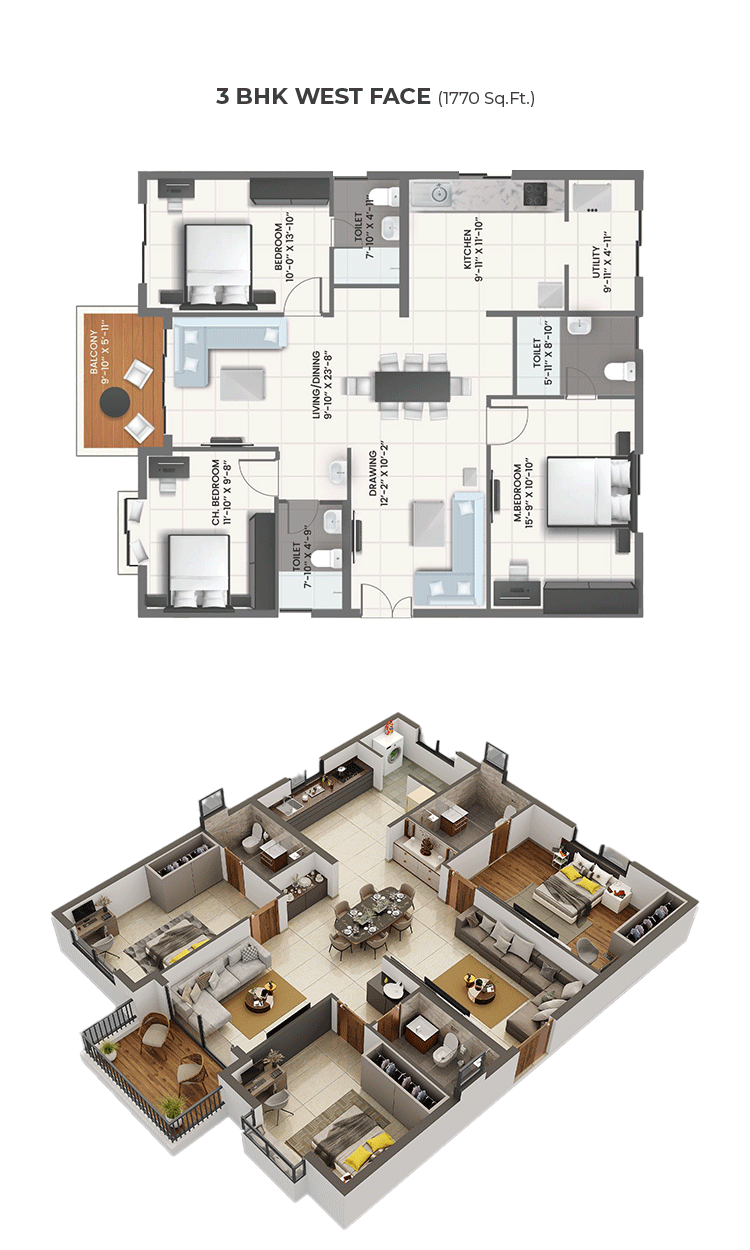 3 BHK WEST FACE (1770 Sq.Ft.)
BEDROOM
10'-0" X 13'-10"
TOILET
7'-10" X 4'-11"
KITCHEN
9'-11" X 11'-10"
UTILITY
9'-11" X 4'-11"
BALCONY
9'-10" X 5'-11"
LIVING/DINING
9'-10" X 23'-8"
TOILET
5'-11" X 8'-10"
CH. BEDROOM
11'-10" X 9'-8"
DRAWING
12'-2" X 10'-2"
M.BEDROOM
15'-9" X 10'-10"
TOILET
7'-10" X 4'-9"